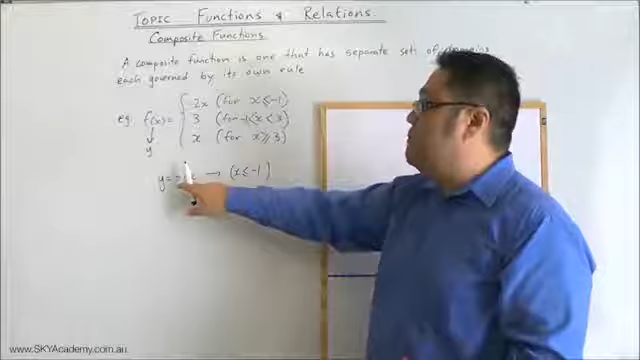 TOPIC Functions & Relations.
Composite Functions.
A composite function is one that has separate sets of domains
each governed by its own rule
eg. f(x) = { 2x (for x ≤ -1)
3 (for -1 < x < 3)
x (for x ≥ 3)
y
y = → (x ≤ -1)
www.SKYAcademy.com.au